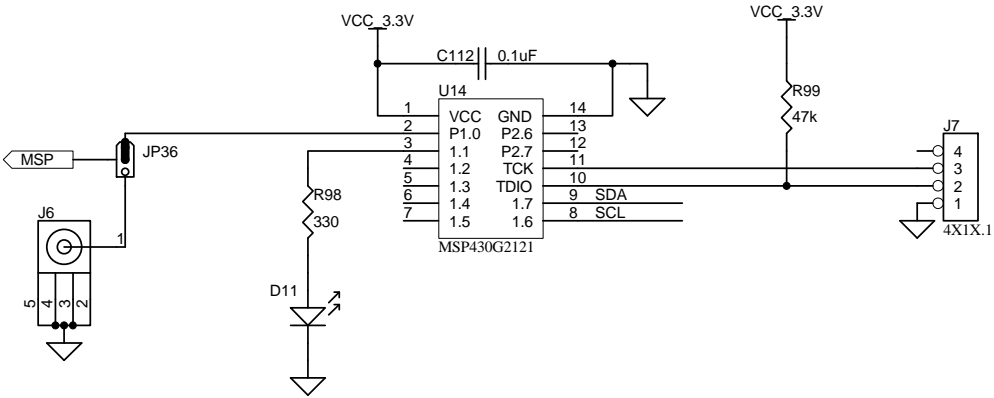 VCC_3.3V
VCC_3.3V
C112 0.1uF
U14
R99
47k
1 VCC GND 14
2 P1.0 P2.6 13
3 1.1 P2.7 12
4 1.2 TCK 11
5 1.3 TDIO 10
6 1.4 1.7 9 SDA
7 1.5 1.6 8 SCL
MSP430G2121
J7
4
3
2
1
4X1X.1
MSP
JP36
R98
330
J6
1
5
4
3
2
D11